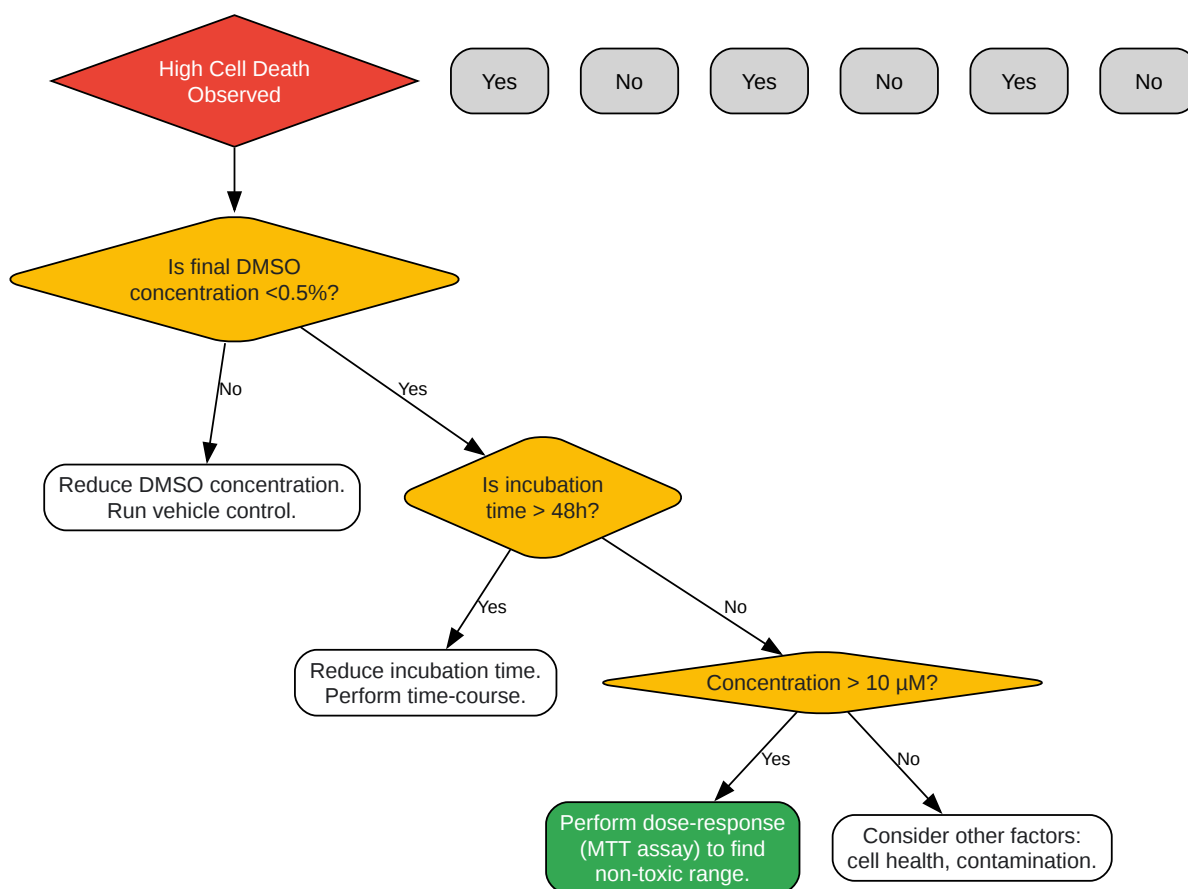 High Cell Death
Observed
Yes
No
Yes
No
Yes
No
Is final DMSO
concentration <0.5%?
No
Yes
Reduce DMSO concentration.
Run vehicle control.
Is incubation
time > 48h?
Yes
No
Reduce incubation time.
Perform time-course.
Concentration > 10 µM?
Yes
No
Perform dose-response
(MTT assay) to find
non-toxic range.
Consider other factors:
cell health, contamination.